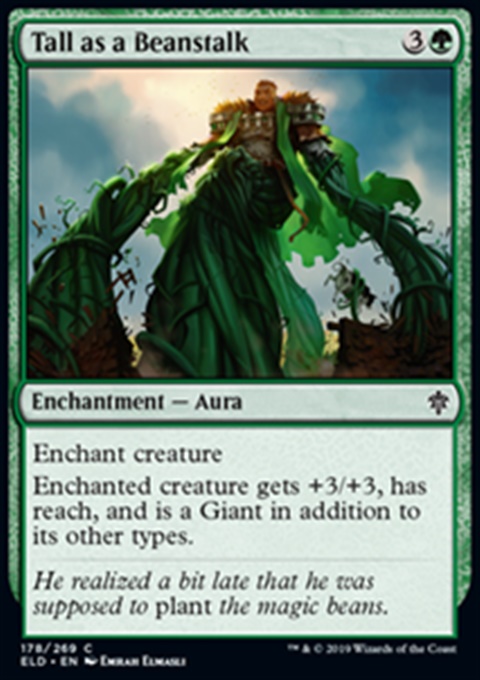 Tall as a Beanstalk 3
Enchantment — Aura
Enchant creature
Enchanted creature gets +3/+3, has
reach, and is a Giant in addition to
its other types.
He realized a bit late that he was
supposed to plant the magic beans.
178/269 C
ELD • EN Emrah Elmasli
™ & © 2019 Wizards of the Coast